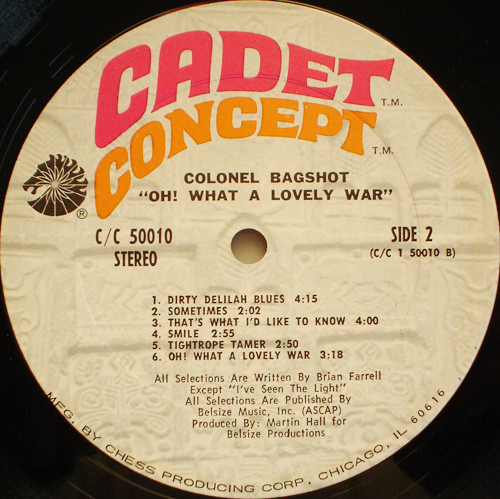 CADET T.M.
CONCEPT T.M.
COLONEL BAGSHOT
"OH! WHAT A LOVELY WAR"
®
C/C 50010
STEREO
SIDE 2
(C/C 1 50010 B)
1. DIRTY DELILAH BLUES 4:15
2. SOMETIMES 2:02
3. THAT'S WHAT I'D LIKE TO KNOW 4:00
4. SMILE 2:55
5. TIGHTROPE TAMER 2:50
6. OH! WHAT A LOVELY WAR 3:18
All Selections Are Written By Brian Farrell
Except "I've Seen The Light"
All Selections Are Published By
Belsize Music, Inc. (ASCAP)
Produced By: Martin Hall for
Belsize Productions
MFG. BY CHESS PRODUCING CORP. CHICAGO, IL 60616